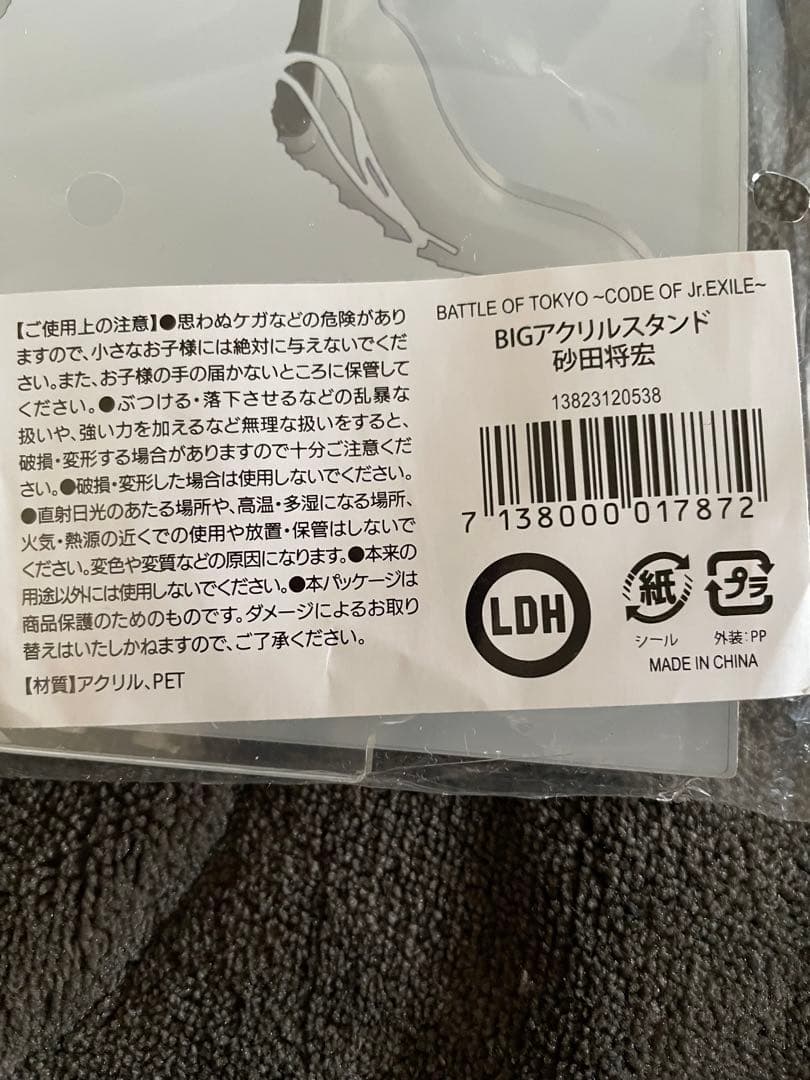 【ご使用上の注意】●思わぬケガなどの危険があり
ますので、小さなお子様には絶対に与えないでくだ
さい。また、お子様の手の届かないところに保管して
ください。●ぶつける・落下させるなどの乱暴な
扱いや、強い力を加えるなど無理な扱いをすると、
破損・変形する場合がありますので十分ご注意くだ
さい。●破損・変形した場合は使用しないでください。
●直射日光のあたる場所や、高温・多湿になる場所、
火気・熱源の近くでの使用や放置・保管はしないで
ください。変色や変質などの原因になります。●本来の
用途以外には使用しないでください。●本パッケージは
商品保護のためのものです。ダメージによるお取り
替えはいたしかねますので、ご了承ください。
【材質】アクリル、PET
BATTLE OF TOKYO ~CODE OF Jr.EXILE~
BIGアクリルスタンド
砂田将宏
13823120538
7 138000 017872
LDH
紙
プラ
シール
外装:PP
MADE IN CHINA